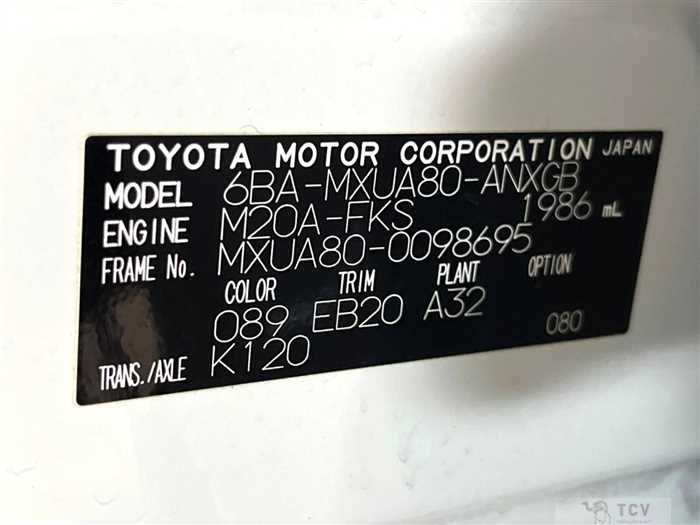 TOYOTA MOTOR CORPORATION JAPAN
MODEL 6BA-MXUA80-ANXGB
ENGINE M20A-FKS 1986 mL
FRAME No. MXUA80-0098695
COLOR TRIM PLANT OPTION
089 EB20 A32 080
TRANS./AXLE K120
TCV